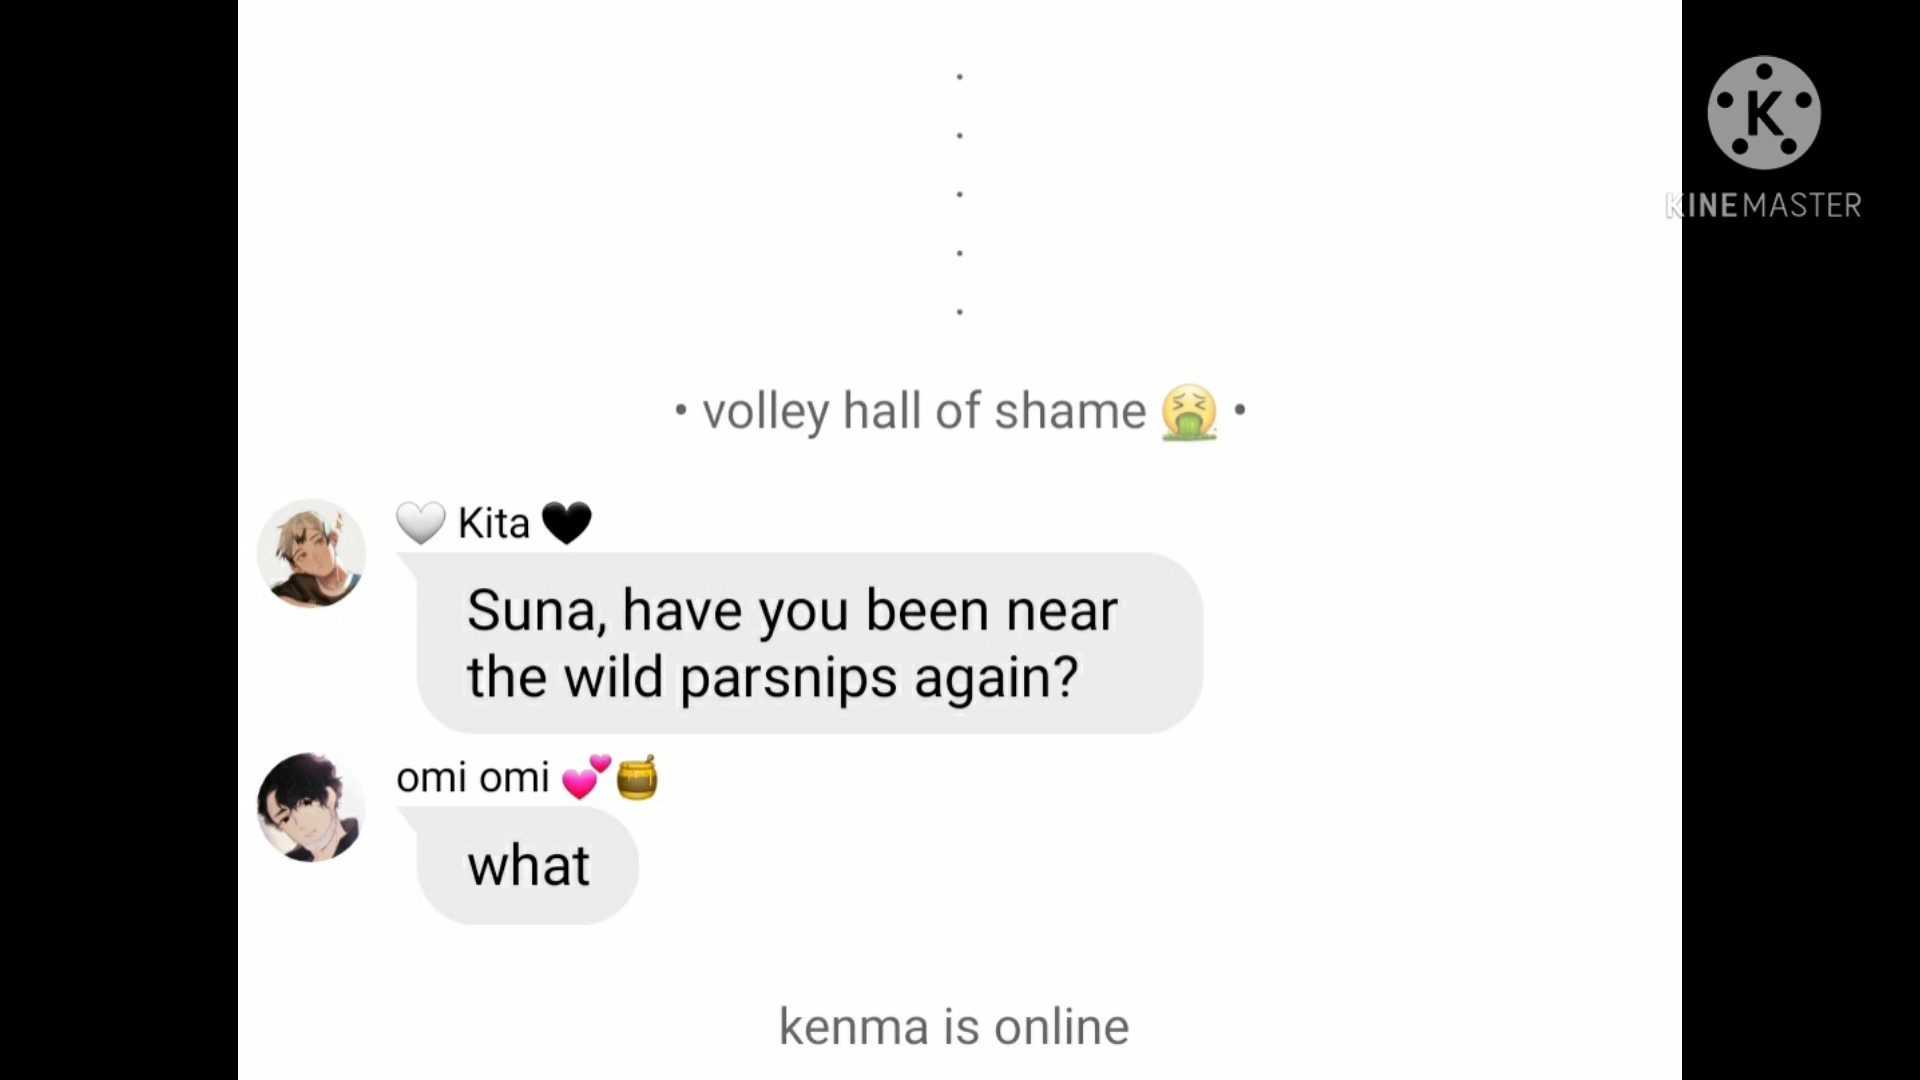 • volley hall of shame 🤮 •
🤍 Kita 🖤
Suna, have you been near
the wild parsnips again?
omi omi 💕🍯
what
kenma is online
K
KINEMASTER